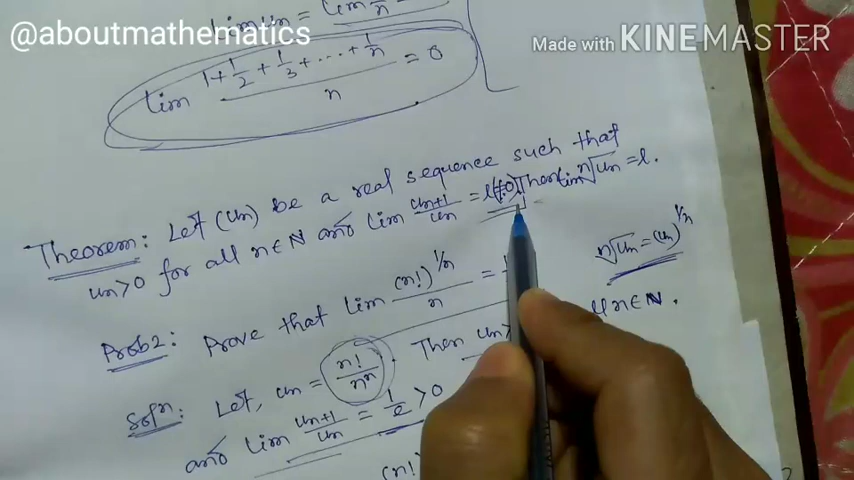 @aboutmathematics
Made with KINEMASTER
lim un =
lim (1+1/2+1/3+...+1/n)/n = 0
Theorem: Let (un) be a real sequence such that
un>0 for all n∈N and lim un+1/un = l(≠0). Then lim n√un = l.
n√un = (un)^1/n
Prob2: Prove that lim (n!)^1/n / n =
Soln: Let, un = n!/n^n . Then un> n∈N.
and lim un+1/un = 1/e > 0
(n!)